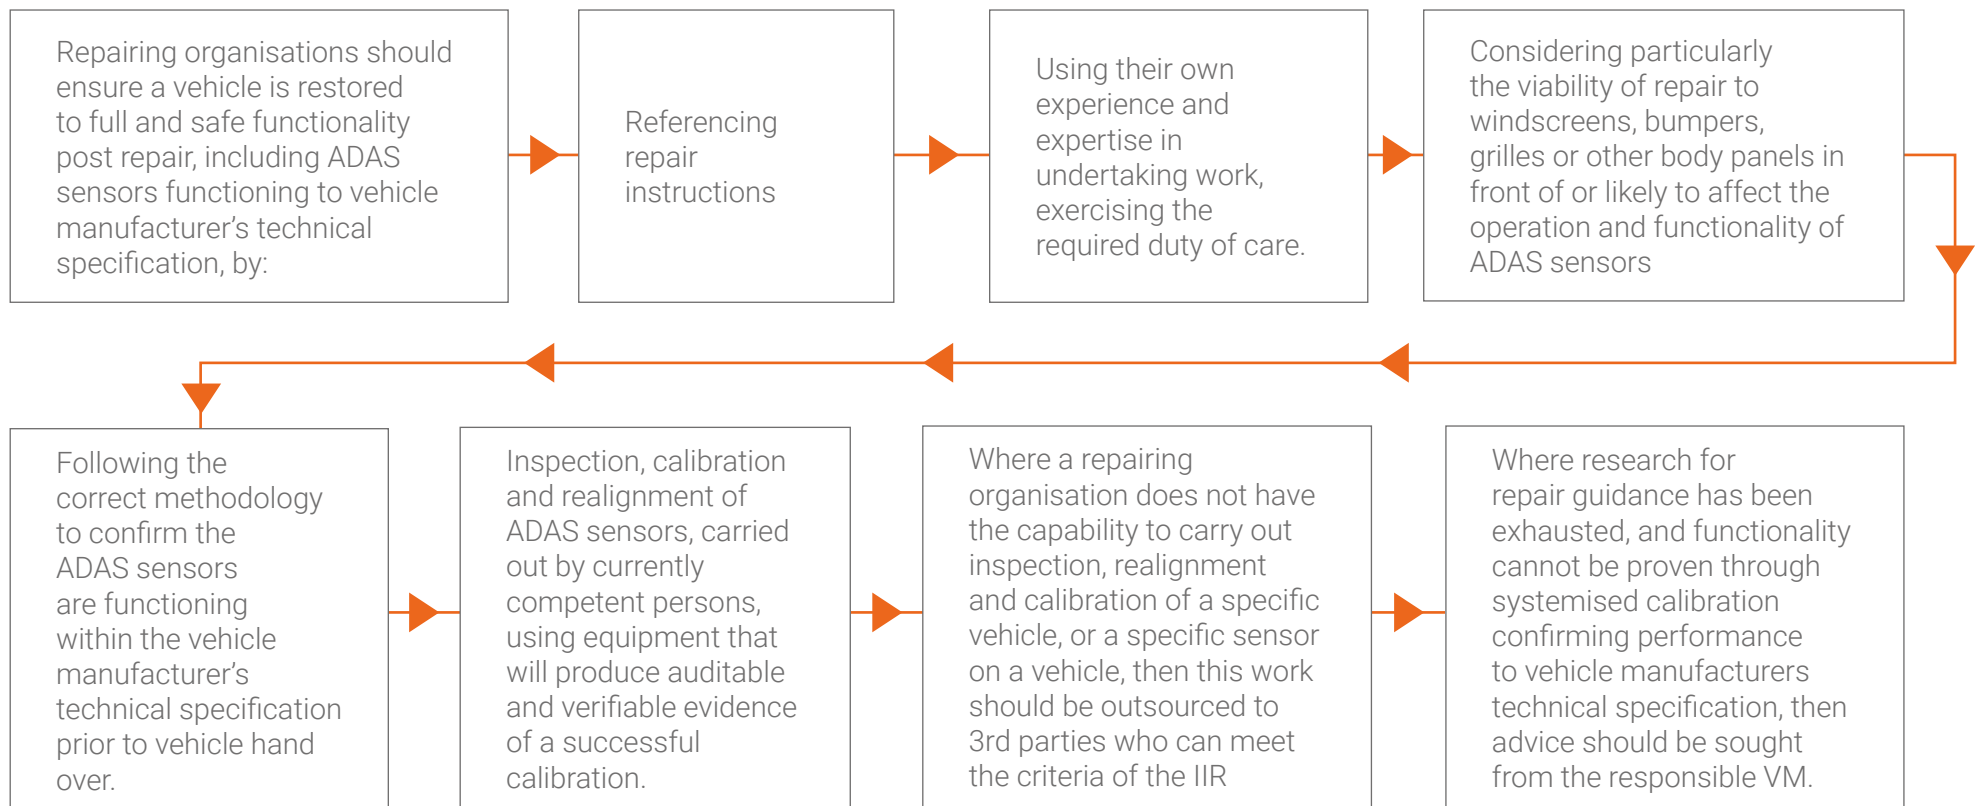 Repairing organisations should
ensure a vehicle is restored
to full and safe functionality
post repair, including ADAS
sensors functioning to vehicle
manufacturer’s technical
specification, by:
Referencing
repair
instructions
Using their own
experience and
expertise in
undertaking work,
exercising the
required duty of care.
Considering particularly
the viability of repair to
windscreens, bumpers,
grilles or other body panels in
front of or likely to affect the
operation and functionality of
ADAS sensors
Following the
correct methodology
to confirm the
ADAS sensors
are functioning
within the vehicle
manufacturer’s
technical specification
prior to vehicle hand
over.
Inspection, calibration
and realignment of
ADAS sensors, carried
out by currently
competent persons,
using equipment that
will produce auditable
and verifiable evidence
of a successful
calibration.
Where a repairing
organisation does not have
the capability to carry out
inspection, realignment
and calibration of a specific
vehicle, or a specific sensor
on a vehicle, then this work
should be outsourced to
3rd parties who can meet
the criteria of the IIR
Where research for
repair guidance has been
exhausted, and functionality
cannot be proven through
systemised calibration
confirming performance
to vehicle manufacturers
technical specification, then
advice should be sought
from the responsible VM.